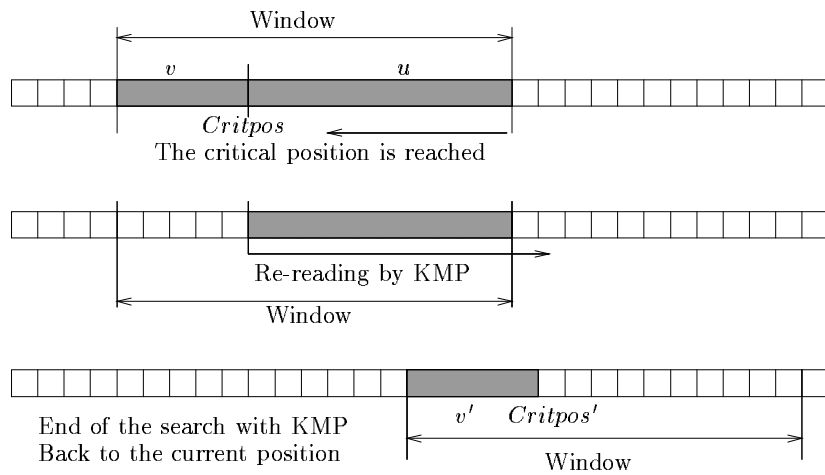 Window
v u
Critpos
The critical position is reached
Re-reading by KMP
Window
v' Critpos'
End of the search with KMP
Back to the current position
Window